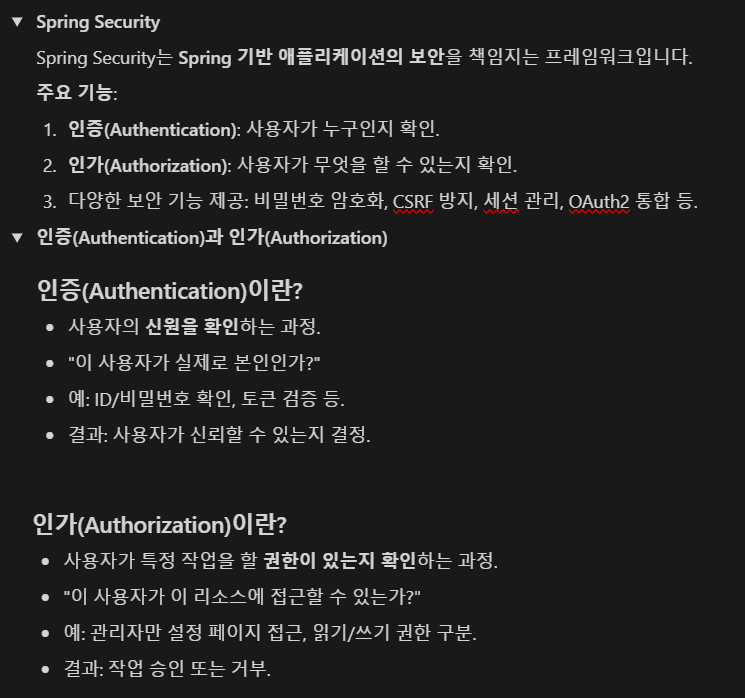 ▼ Spring Security
Spring Security는 Spring 기반 애플리케이션의 보안을 책임지는 프레임워크입니다.
주요 기능:
1. 인증(Authentication): 사용자가 누구인지 확인.
2. 인가(Authorization): 사용자가 무엇을 할 수 있는지 확인.
3. 다양한 보안 기능 제공: 비밀번호 암호화, CSRF 방지, 세션 관리, OAuth2 통합 등.
▼ 인증(Authentication)과 인가(Authorization)
인증(Authentication)이란?
• 사용자의 신원을 확인하는 과정.
• "이 사용자가 실제로 본인인가?"
• 예: ID/비밀번호 확인, 토큰 검증 등.
• 결과: 사용자가 신뢰할 수 있는지 결정.
인가(Authorization)이란?
• 사용자가 특정 작업을 할 권한이 있는지 확인하는 과정.
• "이 사용자가 이 리소스에 접근할 수 있는가?"
• 예: 관리자만 설정 페이지 접근, 읽기/쓰기 권한 구분.
• 결과: 작업 승인 또는 거부.